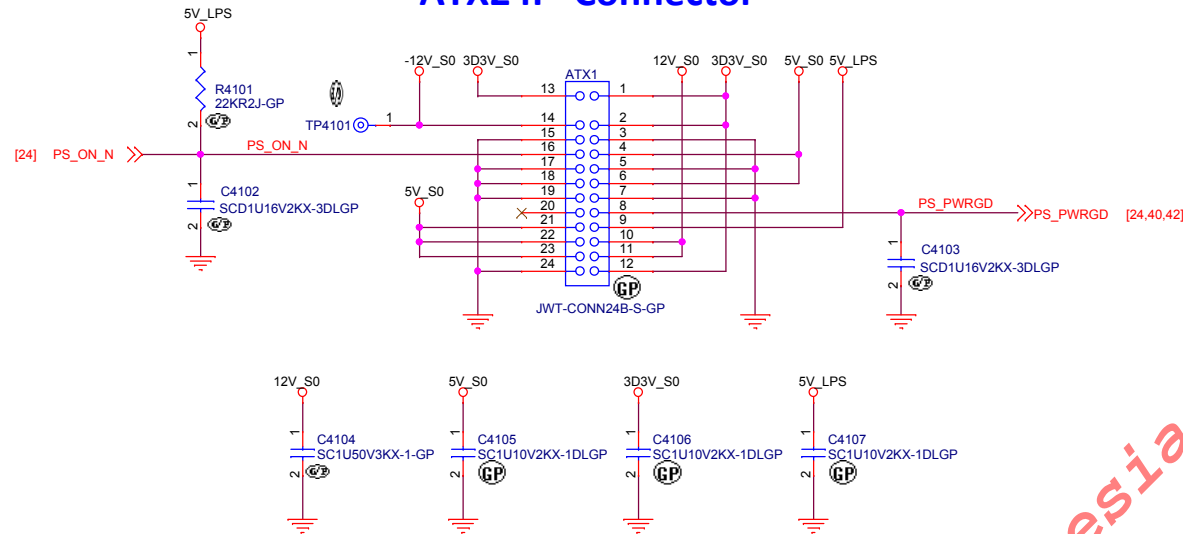 ATX24P Connector
5V_LPS
-12V_S0 3D3V_S0
12V_S0 3D3V_S0
5V_S0 5V_LPS
ATX1
R4101
22KR2J-GP
1
2
G/P
TP4101 1
[24] PS_ON_N
PS_ON_N
C4102
SCD1U16V2KX-3DLGP
1
2
G/P
5V_S0
13 1
14 2
15 3
16 4
17 5
18 6
19 7
20 8
21 9
22 10
23 11
24 12
GP
JWT-CONN24B-S-GP
PS_PWRGD
PS_PWRGD [24,40,42]
C4103
SCD1U16V2KX-3DLGP
1
2
G/P
12V_S0
1
C4104
SC1U50V3KX-1-GP
2
G/P
5V_S0
1
C4105
SC1U10V2KX-1DLGP
2
GP
3D3V_S0
1
C4106
SC1U10V2KX-1DLGP
2
GP
5V_LPS
1
C4107
SC1U10V2KX-1DLGP
2
GP
esia